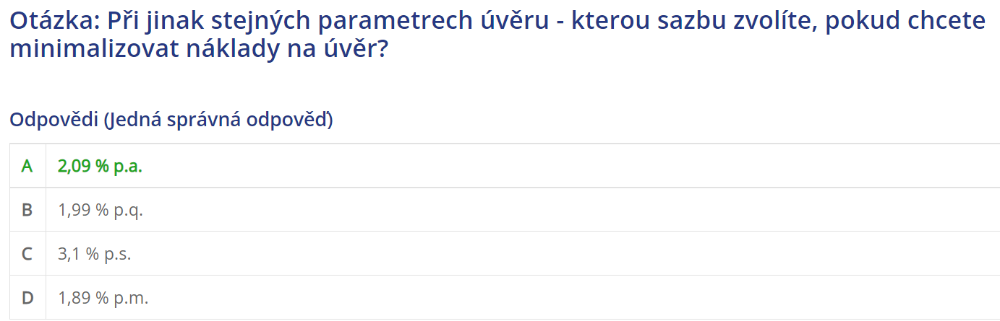 Otázka: Při jinak stejných parametrech úvěru - kterou sazbu zvolíte, pokud chcete
minimalizovat náklady na úvěr?
Odpovědi (Jedná správná odpověď)
A 2,09 % p.a.
B 1,99 % p.q.
C 3,1 % p.s.
D 1,89 % p.m.